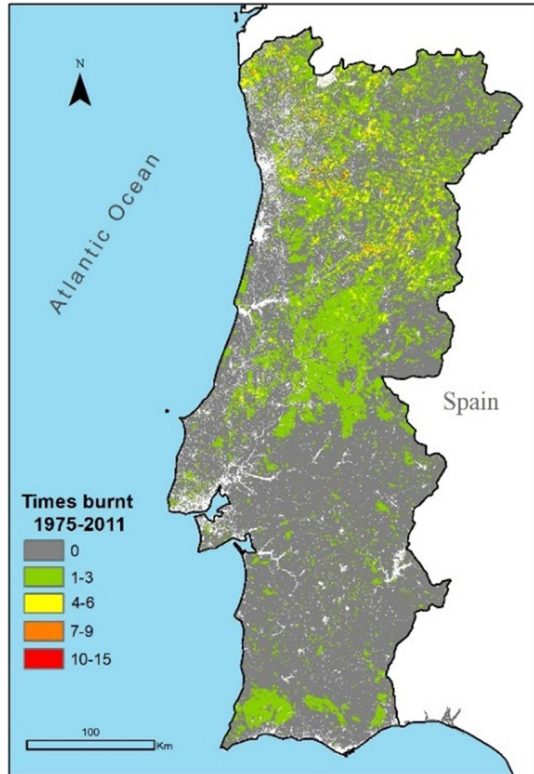 N
Atlantic Ocean
Spain
Times burnt
1975-2011
0
1-3
4-6
7-9
10-15
100
Km